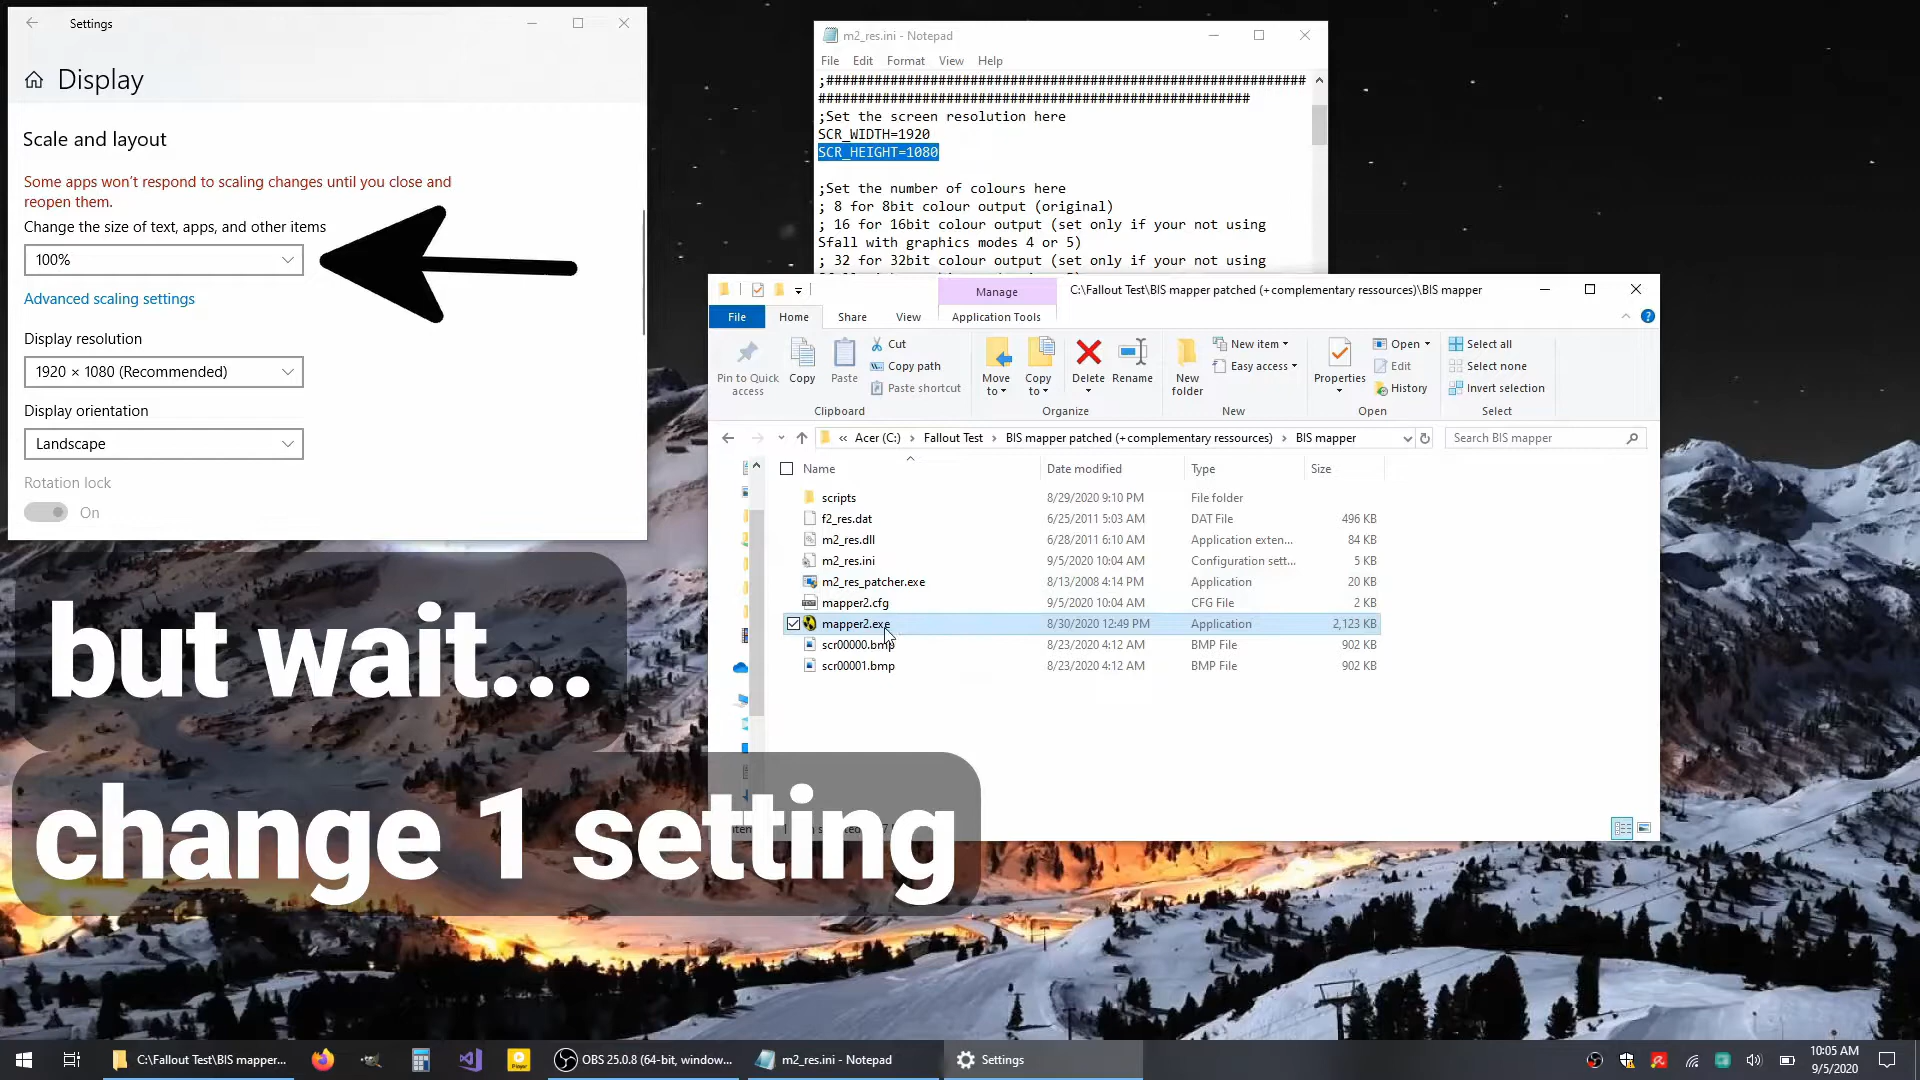 Settings
Display
Scale and layout
Some apps won't respond to scaling changes until you close and
reopen them.
Change the size of text, apps, and other items
100%
Advanced scaling settings
Display resolution
1920 × 1080 (Recommended)
Display orientation
Landscape
Rotation lock
On
m2_res.ini - Notepad
File Edit Format View Help
;############################################################
######################################################
;Set the screen resolution here
SCR_WIDTH=1920
SCR_HEIGHT=1080
;Set the number of colours here
; 8 for 8bit colour output (original)
; 16 for 16bit colour output (set only if your not using
Sfall with graphics modes 4 or 5)
; 32 for 32bit colour output (set only if your not using
Manage
C:\Fallout Test\BIS mapper patched (+complementary ressources)\BIS mapper
File Home Share View Application Tools
Pin to Quick
access
Copy
Paste
Cut
Copy path
Paste shortcut
Clipboard
Move
to
Copy
to
Delete
Rename
Organize
New
folder
New item
Easy access
New
Properties
Open
Edit
History
Open
Select all
Select none
Invert selection
Select
« Acer (C:) > Fallout Test > BIS mapper patched (+complementary ressources) > BIS mapper
Search BIS mapper
Name Date modified Type Size
scripts 8/29/2020 9:10 PM File folder
f2_res.dat 6/25/2011 5:03 AM DAT File 496 KB
m2_res.dll 6/28/2011 6:10 AM Application exten... 84 KB
m2_res.ini 9/5/2020 10:04 AM Configuration sett... 5 KB
m2_res_patcher.exe 8/13/2008 4:14 PM Application 20 KB
mapper2.cfg 9/5/2020 10:04 AM CFG File 2 KB
mapper2.exe 8/30/2020 12:49 PM Application 2,123 KB
scr00000.bmp 8/23/2020 4:12 AM BMP File 902 KB
scr00001.bmp 8/23/2020 4:12 AM BMP File 902 KB
but wait...
change 1 setting
C:\Fallout Test\BIS mapper...
Player
OBS 25.0.8 (64-bit, window...
m2_res.ini - Notepad
Settings
10:05 AM
9/5/2020